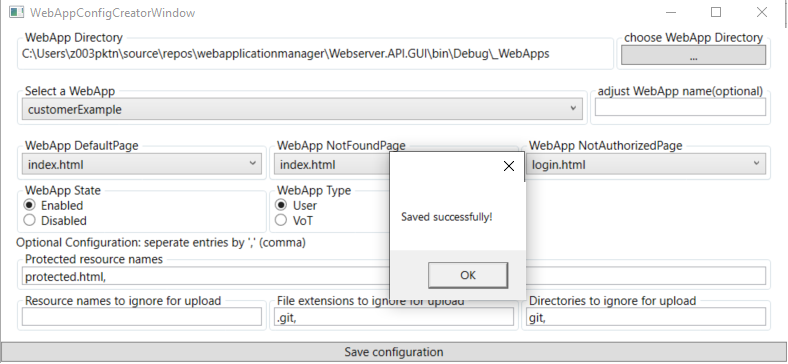 WebAppConfigCreatorWindow
WebApp Directory
choose WebApp Directory
C:\Users\z003pktn\source\repos\webapplicationmanager\Webserver.API.GUI\bin\Debug\_WebApps
...
Select a WebApp
adjust WebApp name(optional)
customerExample
WebApp DefaultPage
WebApp NotFoundPage
WebApp NotAuthorizedPage
index.html
index.html
login.html
WebApp State
WebApp Type
Enabled
User
Disabled
VoT
Saved successfully!
OK
Optional Configuration: seperate entries by ',' (comma)
Protected resource names
protected.html,
Resource names to ignore for upload
File extensions to ignore for upload
Directories to ignore for upload
.git,
git,
Save configuration